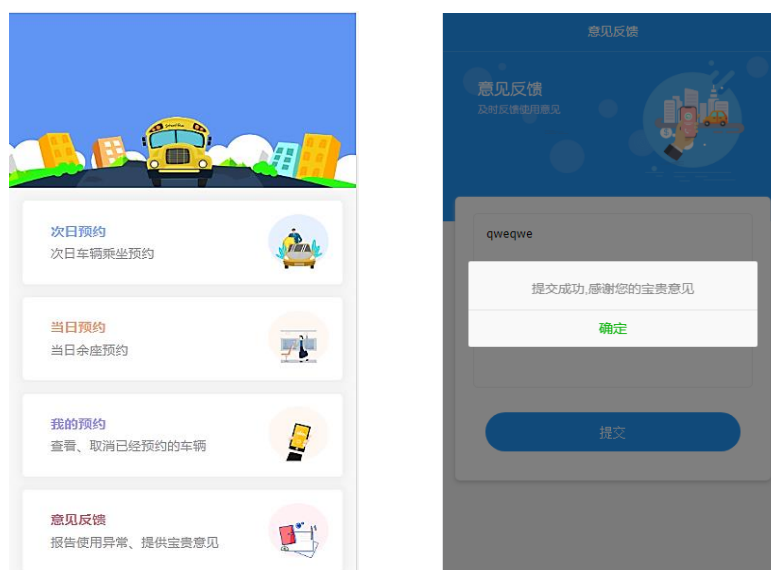 次日预约
次日车辆乘坐预约
当日预约
当日余座预约
我的预约
查看、取消已经预约的车辆
意见反馈
报告使用异常、提供宝贵意见
意见反馈
意见反馈
及时反馈使用意见
qweqwe
提交成功,感谢您的宝贵意见
确定
提交